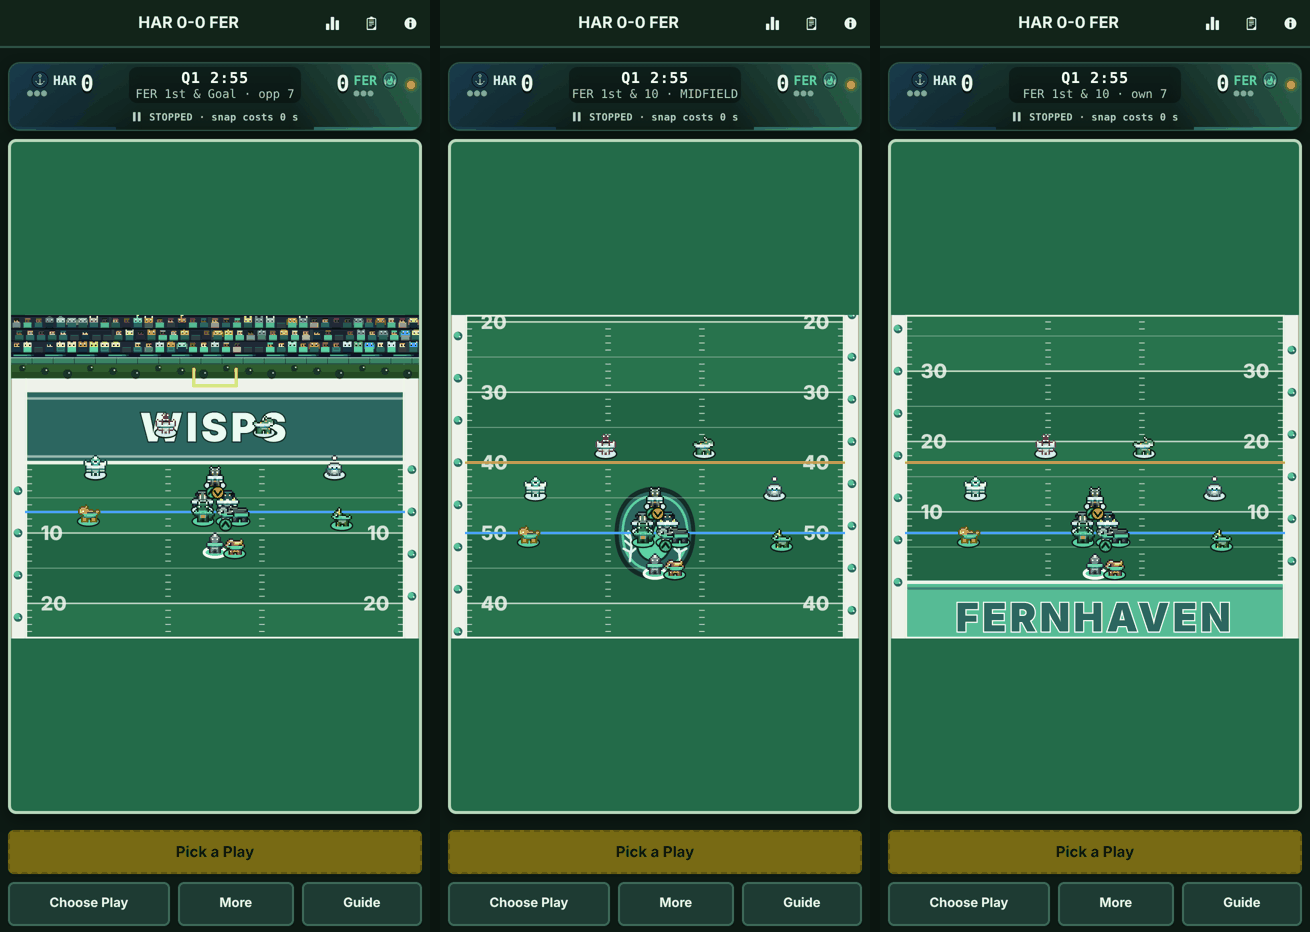 HAR 0-0 FER
HAR 0
Q1 2:55
FER 1st & Goal · opp 7
0 FER
STOPPED · snap costs 0 s
WISPS
10 10
20 20
Pick a Play
Choose Play
More
Guide
HAR 0-0 FER
HAR 0
Q1 2:55
FER 1st & 10 · MIDFIELD
0 FER
STOPPED · snap costs 0 s
20 20
30 30
40 40
50 50
40 40
Pick a Play
Choose Play
More
Guide
HAR 0-0 FER
HAR 0
Q1 2:55
FER 1st & 10 · own 7
0 FER
STOPPED · snap costs 0 s
30 30
20 20
10 10
FERNHAVEN
Pick a Play
Choose Play
More
Guide